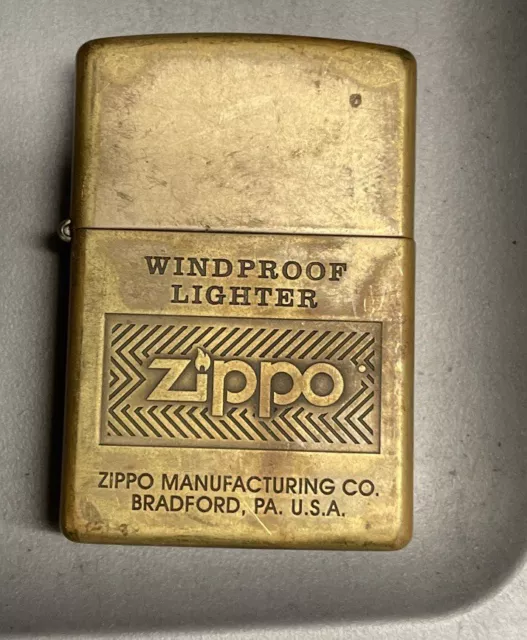 WINDPROOF
LIGHTER
zippo
ZIPPO MANUFACTURING CO.
BRADFORD, PA. U.S.A.